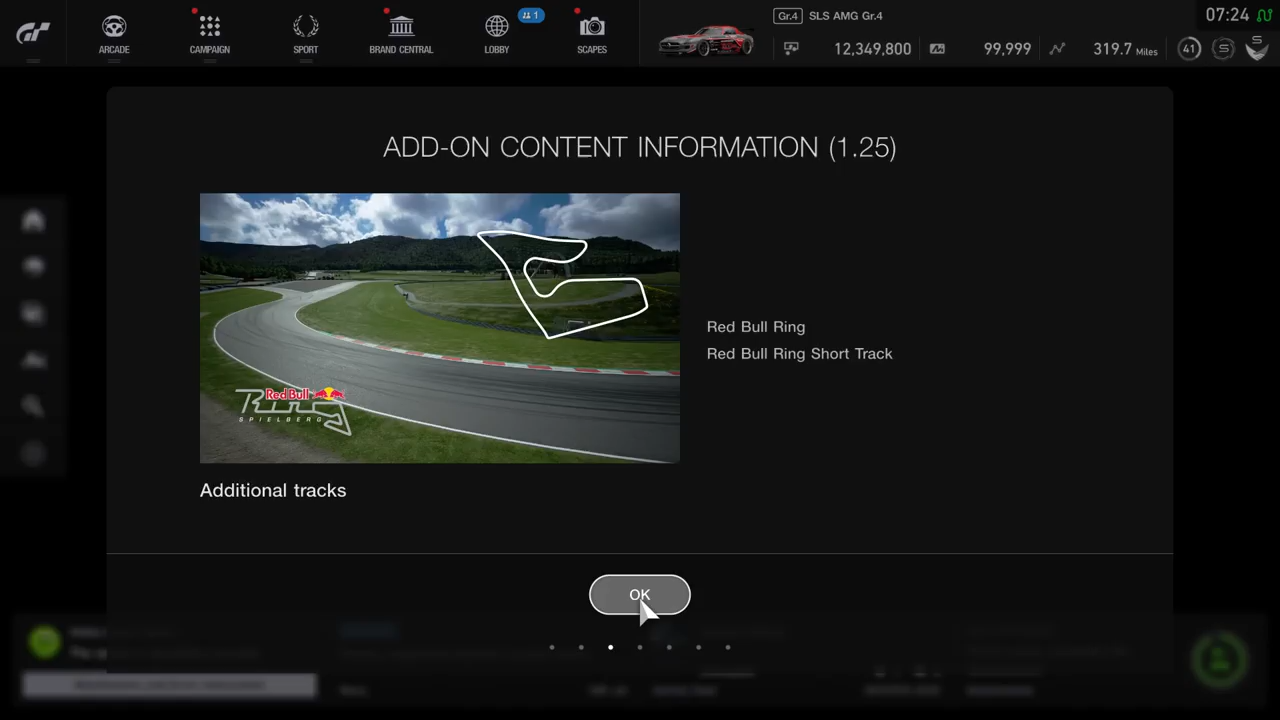 ARCADE
CAMPAIGN
SPORT
BRAND CENTRAL
LOBBY
1
SCAPES
Gr.4 SLS AMG Gr.4
12,349,800
99,999
319.7 Miles
41
S
S
07:24
ADD-ON CONTENT INFORMATION (1.25)
Red Bull
Ring
SPIELBERG
Red Bull Ring
Red Bull Ring Short Track
Additional tracks
OK